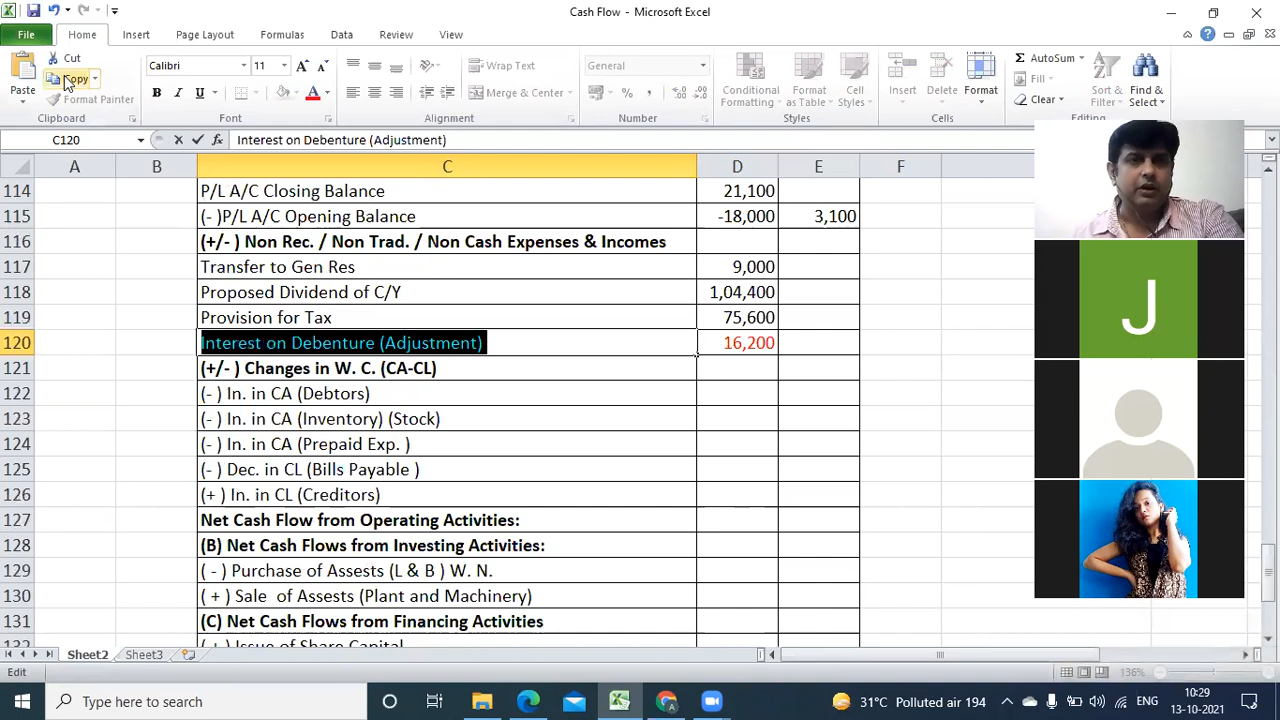 Cash Flow - Microsoft Excel
File Home Insert Page Layout Formulas Data Review View
Cut
Copy
Format Painter
Paste
Clipboard
Calibri 11
B I U
Font
Wrap Text
Merge & Center
Alignment
General
Number
Conditional Formatting
Format as Table
Cell Styles
Styles
Insert Delete Format
Cells
Σ AutoSum
Fill
Clear
Sort & Filter
Find & Select
Editing
C120 Interest on Debenture (Adjustment)
A B C D E F
114 P/L A/C Closing Balance 21,100
115 (- )P/L A/C Opening Balance -18,000 3,100
116 (+/- ) Non Rec. / Non Trad. / Non Cash Expenses & Incomes
117 Transfer to Gen Res 9,000
118 Proposed Dividend of C/Y 1,04,400
119 Provision for Tax 75,600
120 Interest on Debenture (Adjustment) 16,200
121 (+/- ) Changes in W. C. (CA-CL)
122 (- ) In. in CA (Debtors)
123 (- ) In. in CA (Inventory) (Stock)
124 (- ) In. in CA (Prepaid Exp. )
125 (- ) Dec. in CL (Bills Payable )
126 (+ ) In. in CL (Creditors)
127 Net Cash Flow from Operating Activities:
128 (B) Net Cash Flows from Investing Activities:
129 ( - ) Purchase of Assests (L & B ) W. N.
130 ( + ) Sale of Assests (Plant and Machinery)
131 (C) Net Cash Flows from Financing Activities
132 ( + ) Issue of Share Capital
J
Sheet2 Sheet3
Edit 136%
Type here to search
31°C Polluted air 194
ENG
10:29
13-10-2021